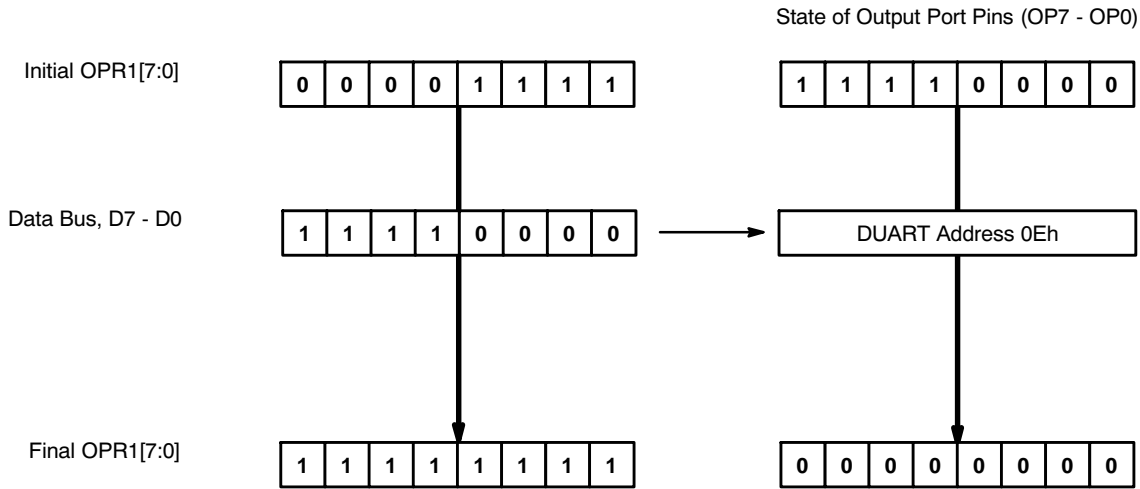 State of Output Port Pins (OP7 - OP0)
Initial OPR1[7:0]
0 0 0 0 1 1 1 1
1 1 1 1 0 0 0 0
Data Bus, D7 - D0
1 1 1 1 0 0 0 0
DUART Address 0Eh
Final OPR1[7:0]
1 1 1 1 1 1 1 1
0 0 0 0 0 0 0 0